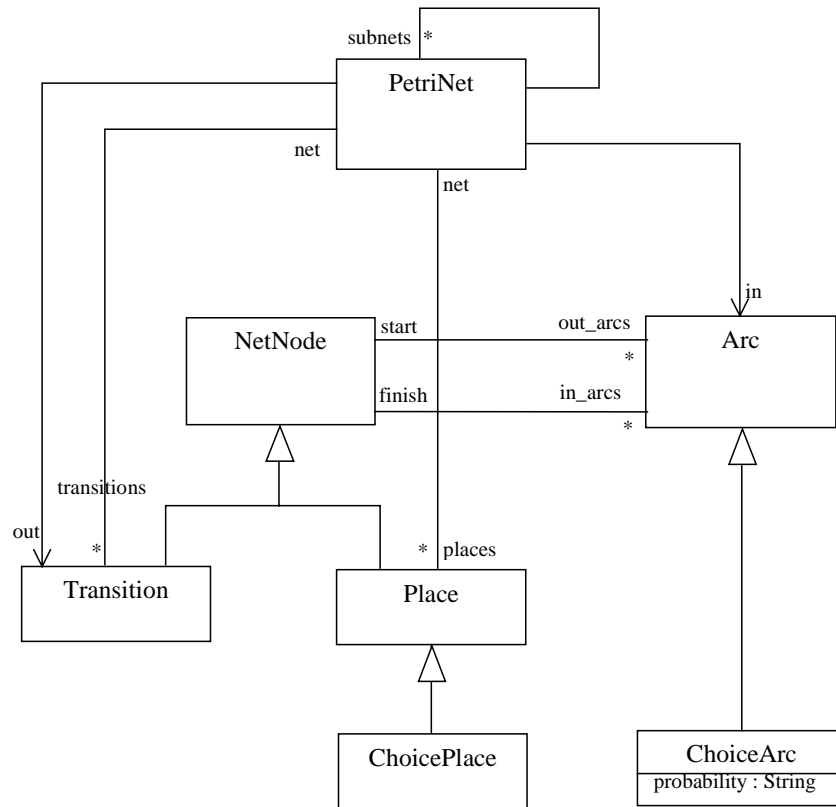 subnets *
PetriNet
net
net
in
NetNode
start
out_arcs
Arc
*
finish
in_arcs
*
transitions
out
*
* places
Transition
Place
ChoicePlace
ChoiceArc
probability : String